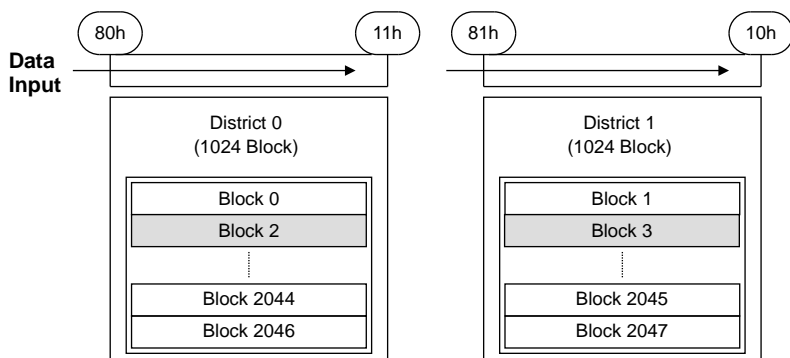 80h
11h
81h
10h
Data
Input
District 0
(1024 Block)
District 1
(1024 Block)
Block 0
Block 1
Block 2
Block 3
Block 2044
Block 2045
Block 2046
Block 2047